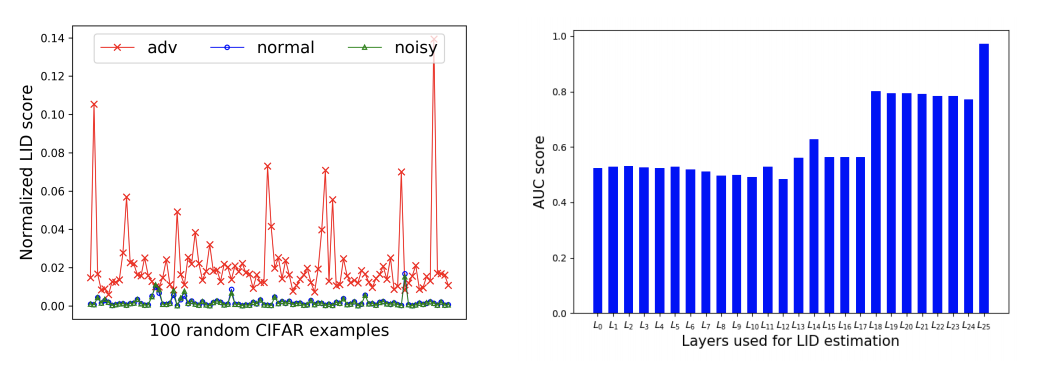 adv normal noisy
0.14
0.12
0.10
0.08
0.06
0.04
0.02
0.00
Normalized LID score
100 random CIFAR examples
1.0
0.8
0.6
0.4
0.2
0.0
AUC score
L0 L1 L2 L3 L4 L5 L6 L7 L8 L9 L10 L11 L12 L13 L14 L15 L16 L17 L18 L19 L20 L21 L22 L23 L24 L25
Layers used for LID estimation